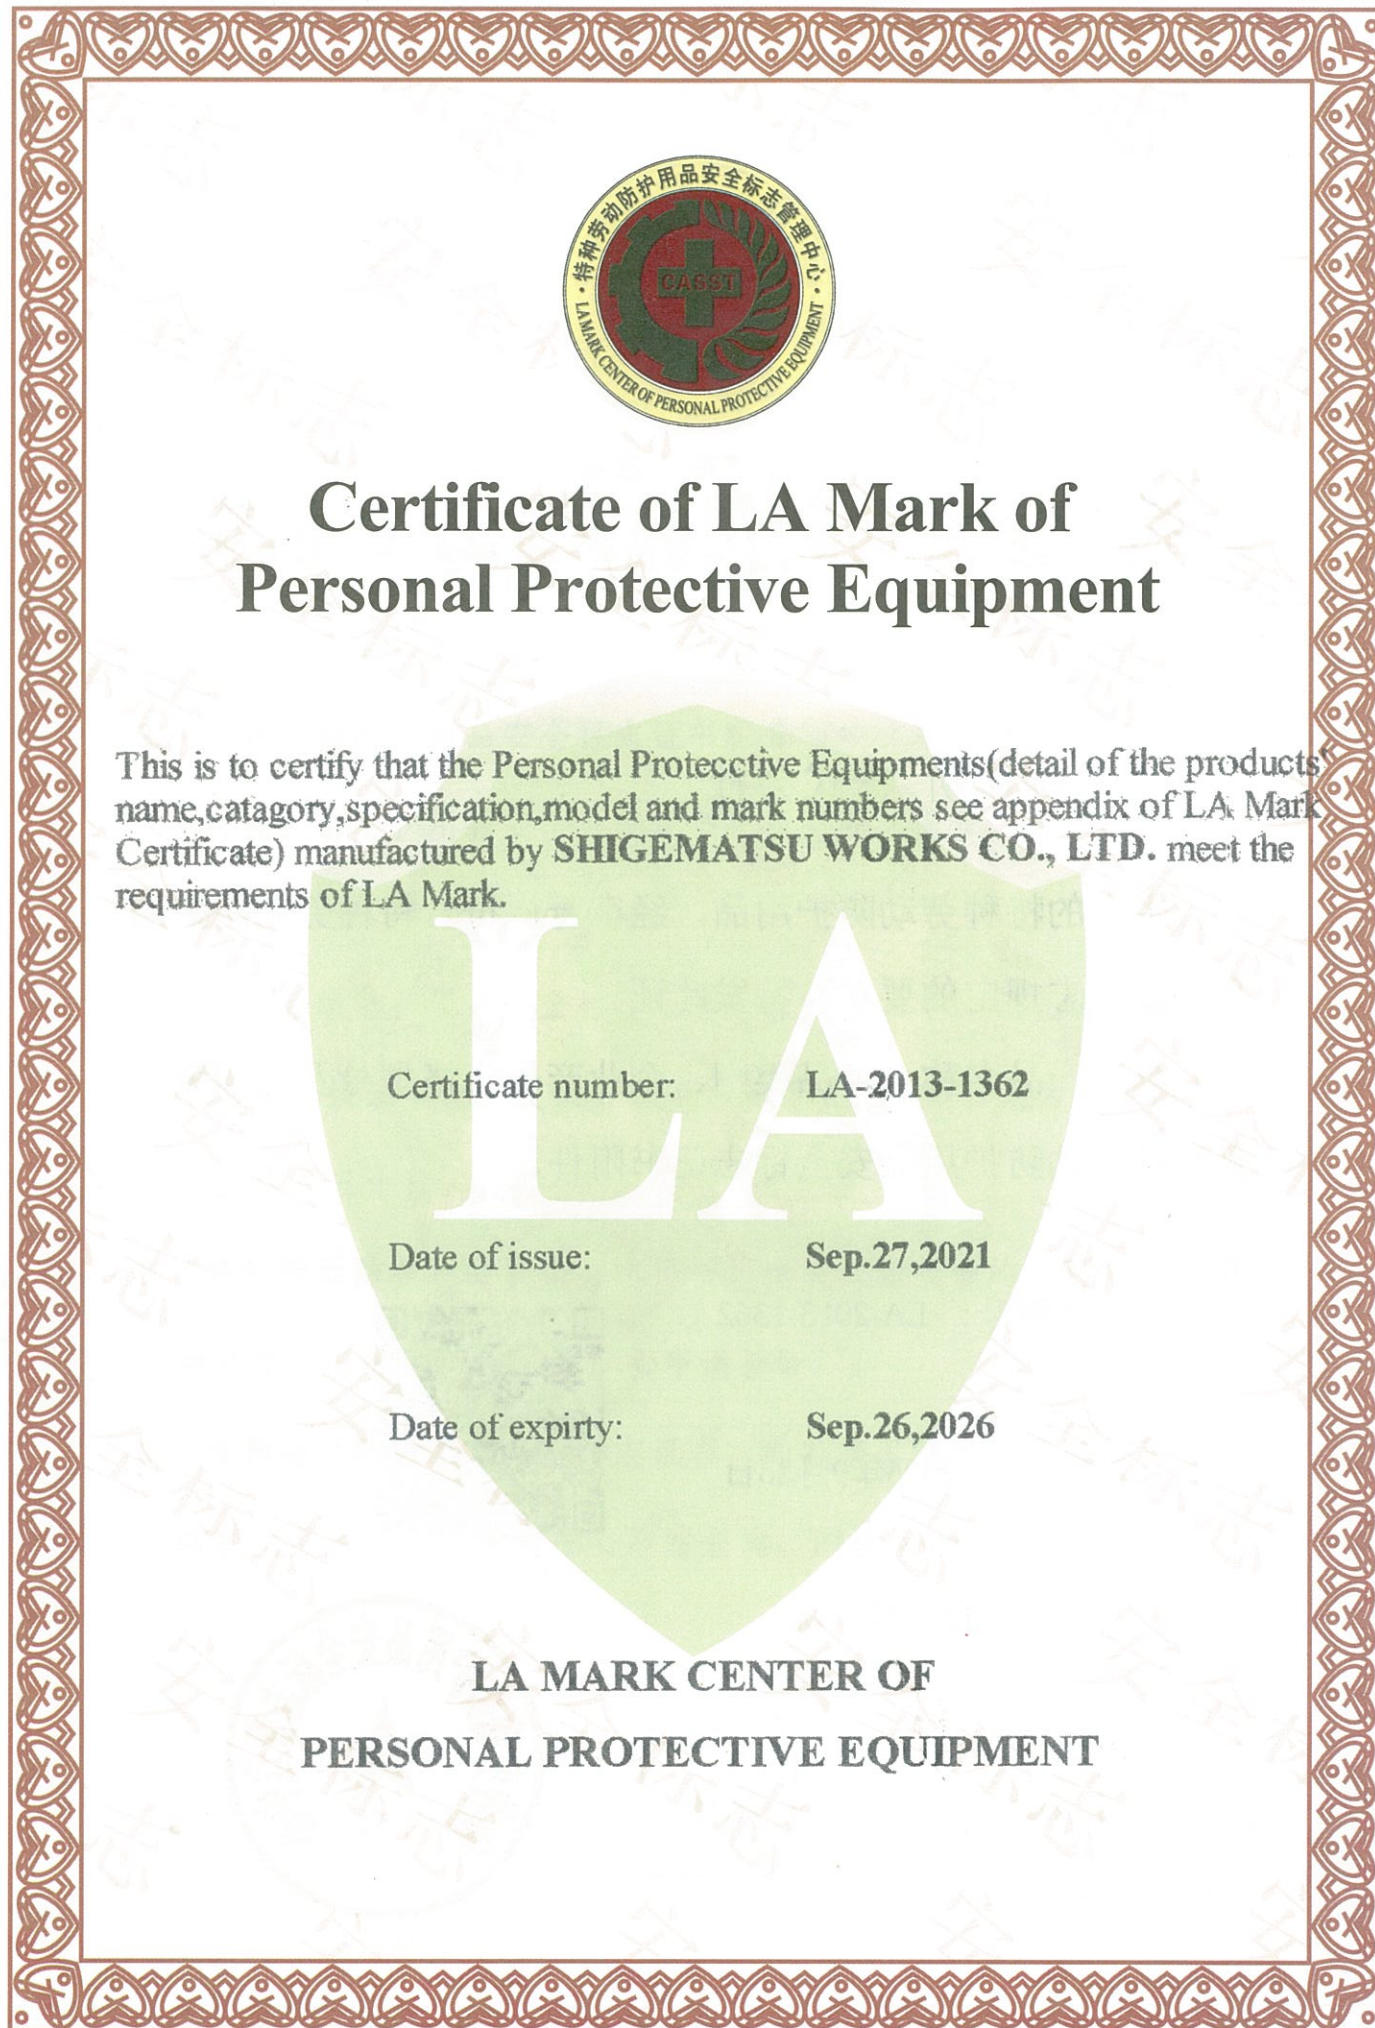 ·特种劳动防护用品安全标志管理中心·
CASST
LA MARK CENTER OF PERSONAL PROTECTIVE EQUIPMENT
Certificate of LA Mark of
Personal Protective Equipment
This is to certify that the Personal Protecctive Equipments(detail of the products'
name,catagory,specification,model and mark numbers see appendix of LA Mark
Certificate) manufactured by SHIGEMATSU WORKS CO., LTD. meet the
requirements of LA Mark.
LA
Certificate number: LA-2013-1362
Date of issue: Sep.27,2021
Date of expirty: Sep.26,2026
LA MARK CENTER OF
PERSONAL PROTECTIVE EQUIPMENT
安全标志